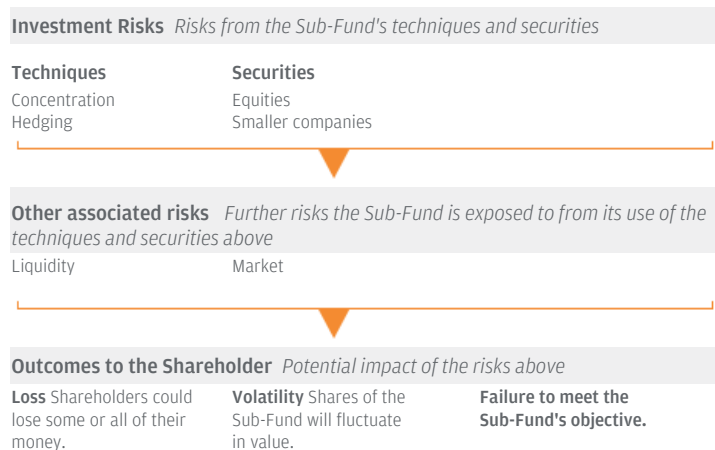 Investment Risks Risks from the Sub-Fund's techniques and securities
Techniques Securities
Concentration Equities
Hedging Smaller companies
Other associated risks Further risks the Sub-Fund is exposed to from its use of the
techniques and securities above
Liquidity Market
Outcomes to the Shareholder Potential impact of the risks above
Loss Shareholders could
lose some or all of their
money.
Volatility Shares of the
Sub-Fund will fluctuate
in value.
Failure to meet the
Sub-Fund's objective.